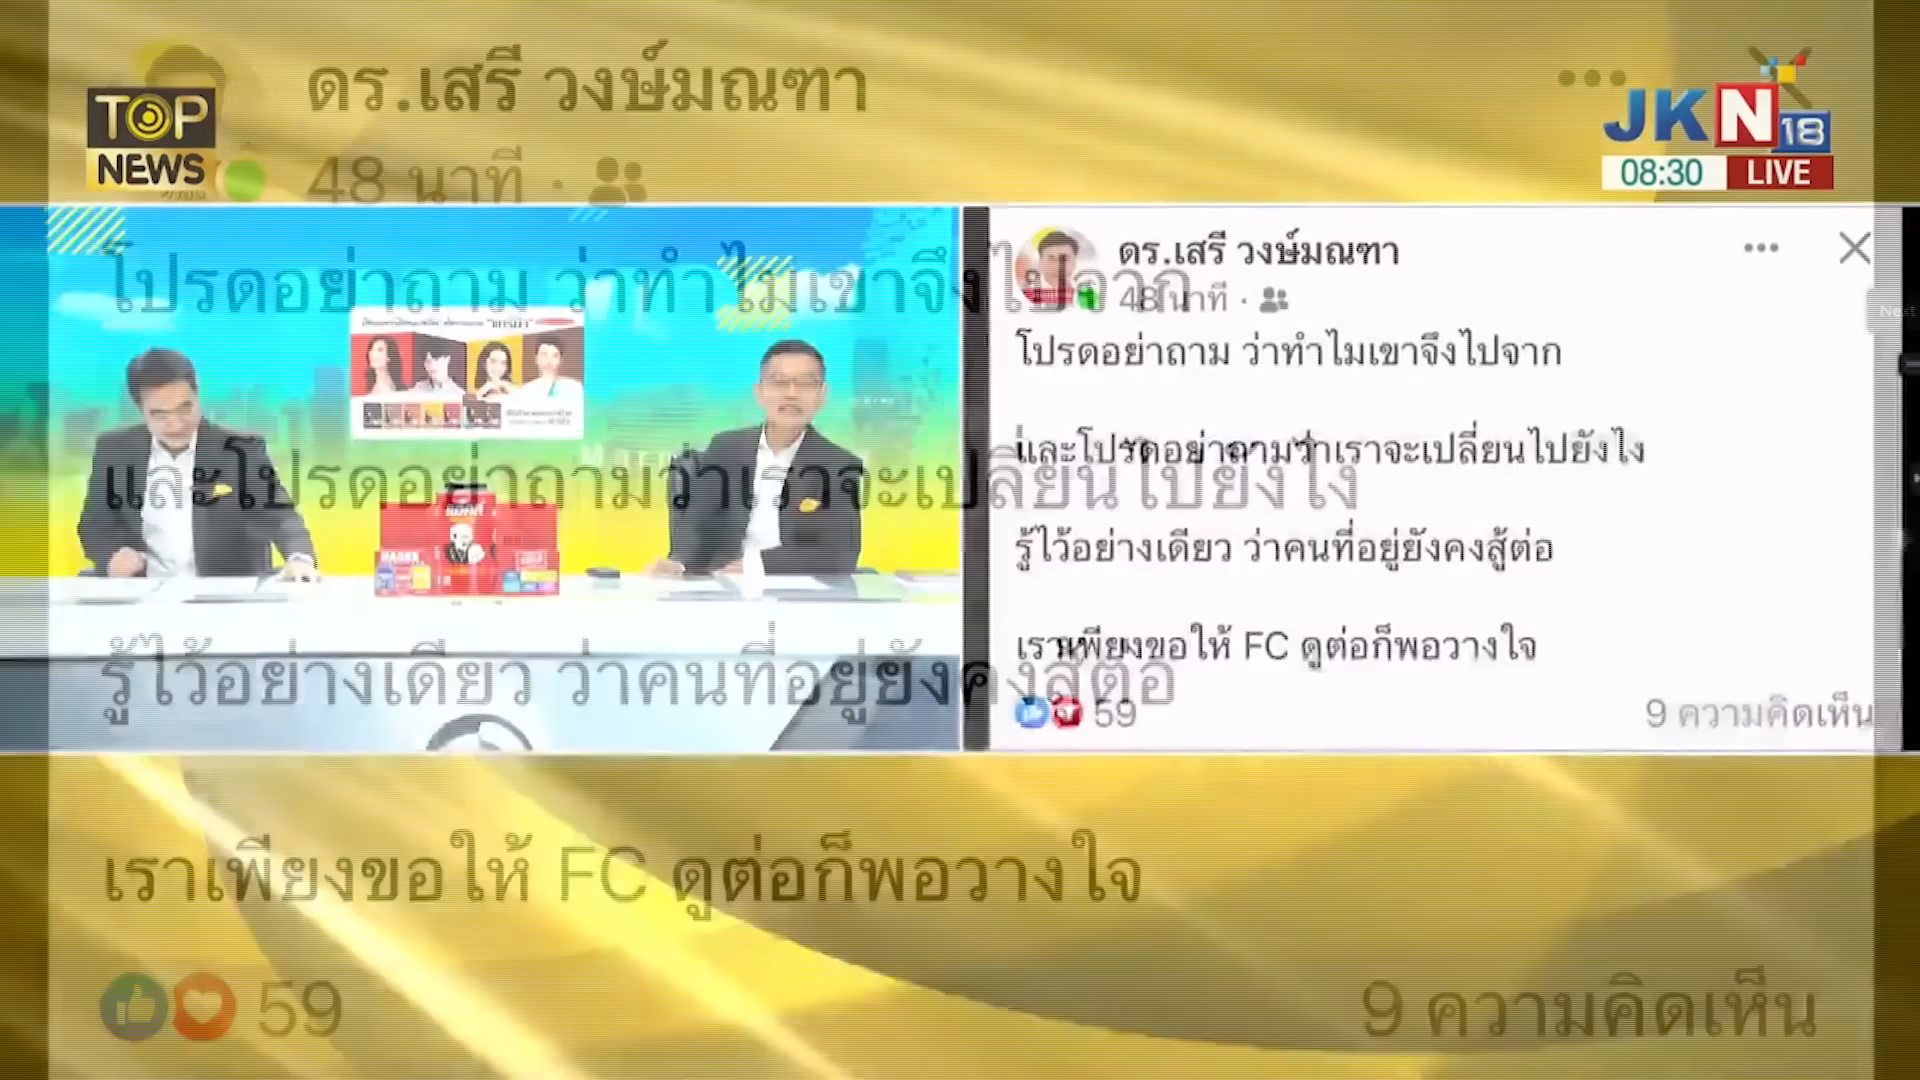 TOP
NEWS
JKN18
08:30 LIVE
ดร.เสรี วงษ์มณฑา
48 นาที
โปรดอย่าถาม ว่าทำไมเขาจึงไปจาก
และโปรดอย่าถามว่าเราจะเปลี่ยนไปยังไง
รู้ไว้อย่างเดียว ว่าคนที่อยู่ยังคงสู้ต่อ
เราเพียงขอให้ FC ดูต่อก็พอวางใจ
59
9 ความคิดเห็น
ดร.เสรี วงษ์มณฑา
48 นาที
โปรดอย่าถาม ว่าทำไมเขาจึงไปจาก
และโปรดอย่าถามว่าเราจะเปลี่ยนไปยังไง
รู้ไว้อย่างเดียว ว่าคนที่อยู่ยังคงสู้ต่อ
เราเพียงขอให้ FC ดูต่อก็พอวางใจ
59
9 ความคิดเห็น
Next